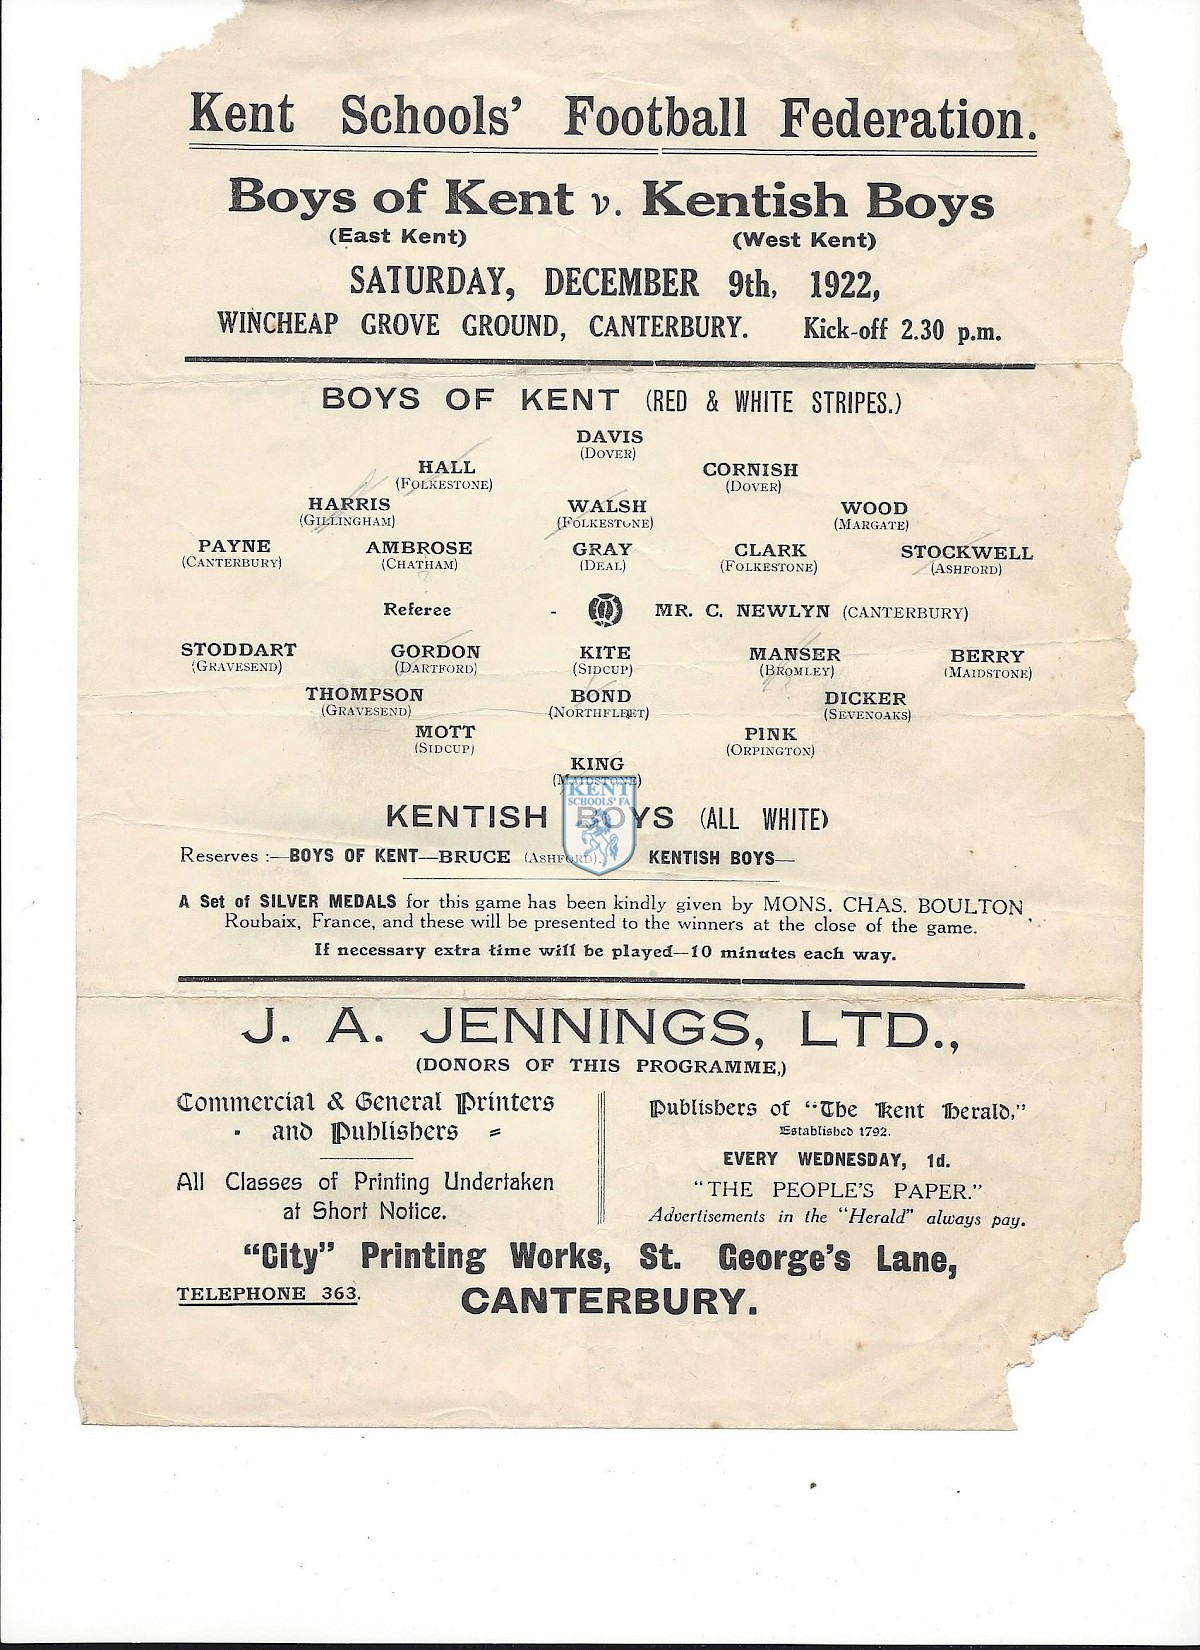 Kent Schools' Football Federation.
Boys of Kent v. Kentish Boys
(East Kent) (West Kent)
SATURDAY, DECEMBER 9th, 1922,
WINCHEAP GROVE GROUND, CANTERBURY. Kick-off 2.30 p.m.
BOYS OF KENT (RED & WHITE STRIPES.)
DAVIS
(DOVER)
HALL CORNISH
(FOLKESTONE) (DOVER)
HARRIS WALSH WOOD
(GILLINGHAM) (FOLKESTONE) (MARGATE)
PAYNE AMBROSE GRAY CLARK STOCKWELL
(CANTERBURY) (CHATHAM) (DEAL) (FOLKESTONE) (ASHFORD)
Referee - MR. C. NEWLYN (CANTERBURY)
STODDART GORDON KITE MANSER BERRY
(GRAVESEND) (DARTFORD) (SIDCUP) (BROMLEY) (MAIDSTONE)
THOMPSON BOND DICKER
(GRAVESEND) (NORTHFLEET) (SEVENOAKS)
MOTT PINK
(SIDCUP) (ORPINGTON)
KING
(MAIDSTONE)
KENT
SCHOOLS' FA
KENTISH BOYS (ALL WHITE)
Reserves :—BOYS OF KENT—BRUCE (ASHFORD). KENTISH BOYS—
A Set of SILVER MEDALS for this game has been kindly given by MONS. CHAS. BOULTON
Roubaix, France, and these will be presented to the winners at the close of the game.
If necessary extra time will be played—10 minutes each way.
J. A. JENNINGS, LTD.,
(DONORS OF THIS PROGRAMME,)
Commercial & General Printers
and Publishers
All Classes of Printing Undertaken
at Short Notice.
Publishers of "The Kent Herald,"
Established 1792.
EVERY WEDNESDAY, 1d.
"THE PEOPLE'S PAPER."
Advertisements in the "Herald" always pay.
"City" Printing Works, St. George's Lane,
TELEPHONE 363. CANTERBURY.